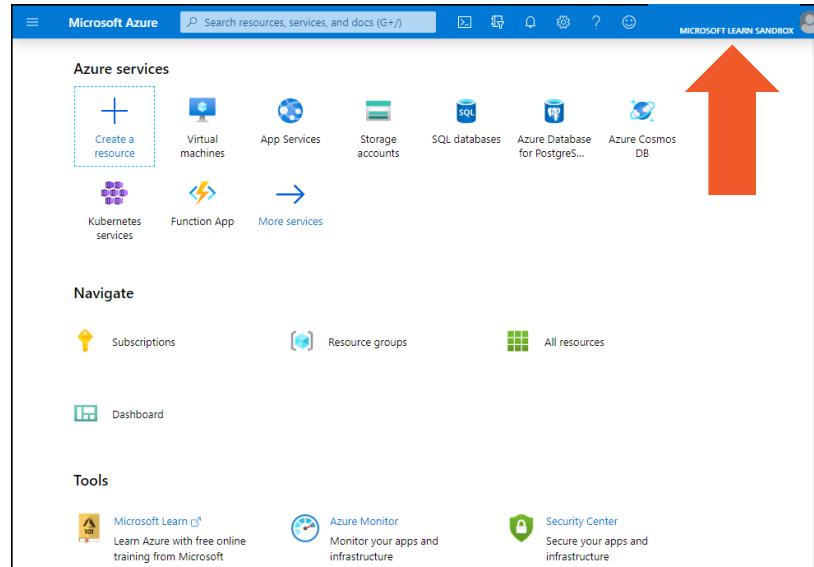 Microsoft Azure
Search resources, services, and docs (G+/)
MICROSOFT LEARN SANDBOX
Azure services
Create a
resource
Virtual
machines
App Services
Storage
accounts
SQL
SQL databases
Azure Database
for PostgreS...
Azure Cosmos
DB
Kubernetes
services
Function App
More services
Navigate
Subscriptions
Resource groups
All resources
Dashboard
Tools
101
Microsoft Learn
Learn Azure with free online
training from Microsoft
Azure Monitor
Monitor your apps and
infrastructure
Security Center
Secure your apps and
infrastructure